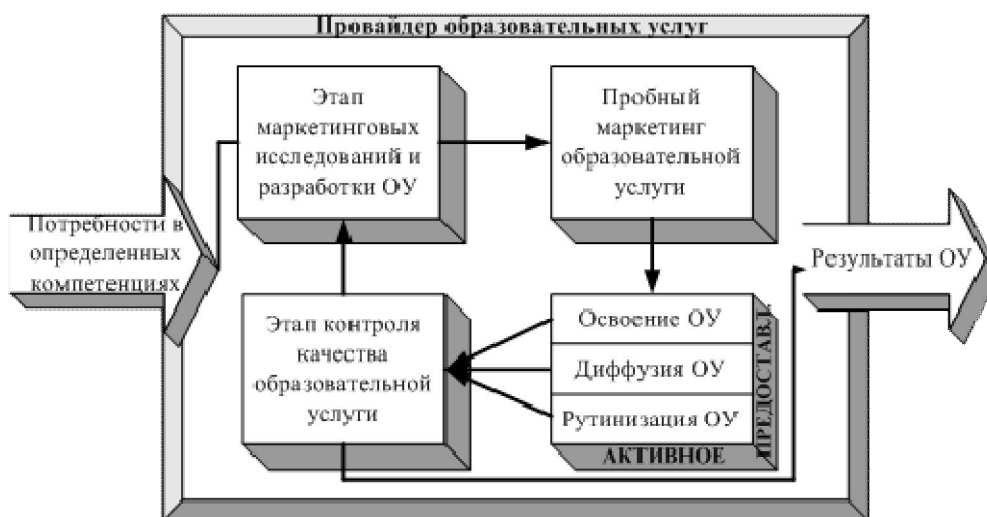 Провайдер образовательных услуг
Этап
маркетинговых
исследований и
разработки ОУ
Пробный
маркетинг
образовательной
услуги
Потребности в
определенных
компетенциях
Результаты ОУ
Этап контроля
качества
образовательной
услуги
Освоение ОУ
Диффузия ОУ
Рутинизация ОУ
АКТИВНОЕ
ПРЕДОСТАВЛ.